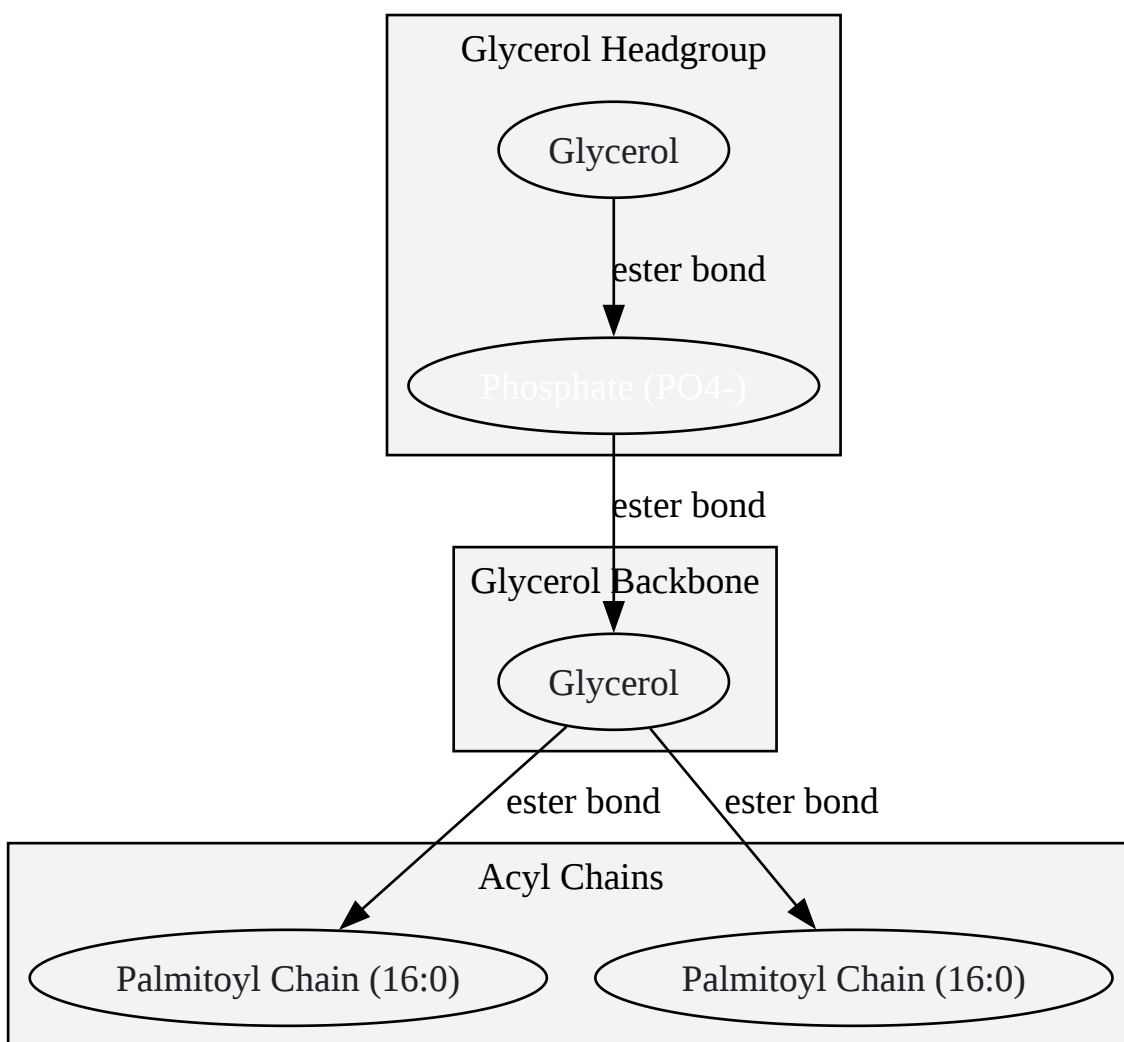 Glycerol Headgroup
Glycerol
ester bond
Phosphate (PO4-)
ester bond
Glycerol Backbone
Glycerol
ester bond
ester bond
Acyl Chains
Palmitoyl Chain (16:0)
Palmitoyl Chain (16:0)